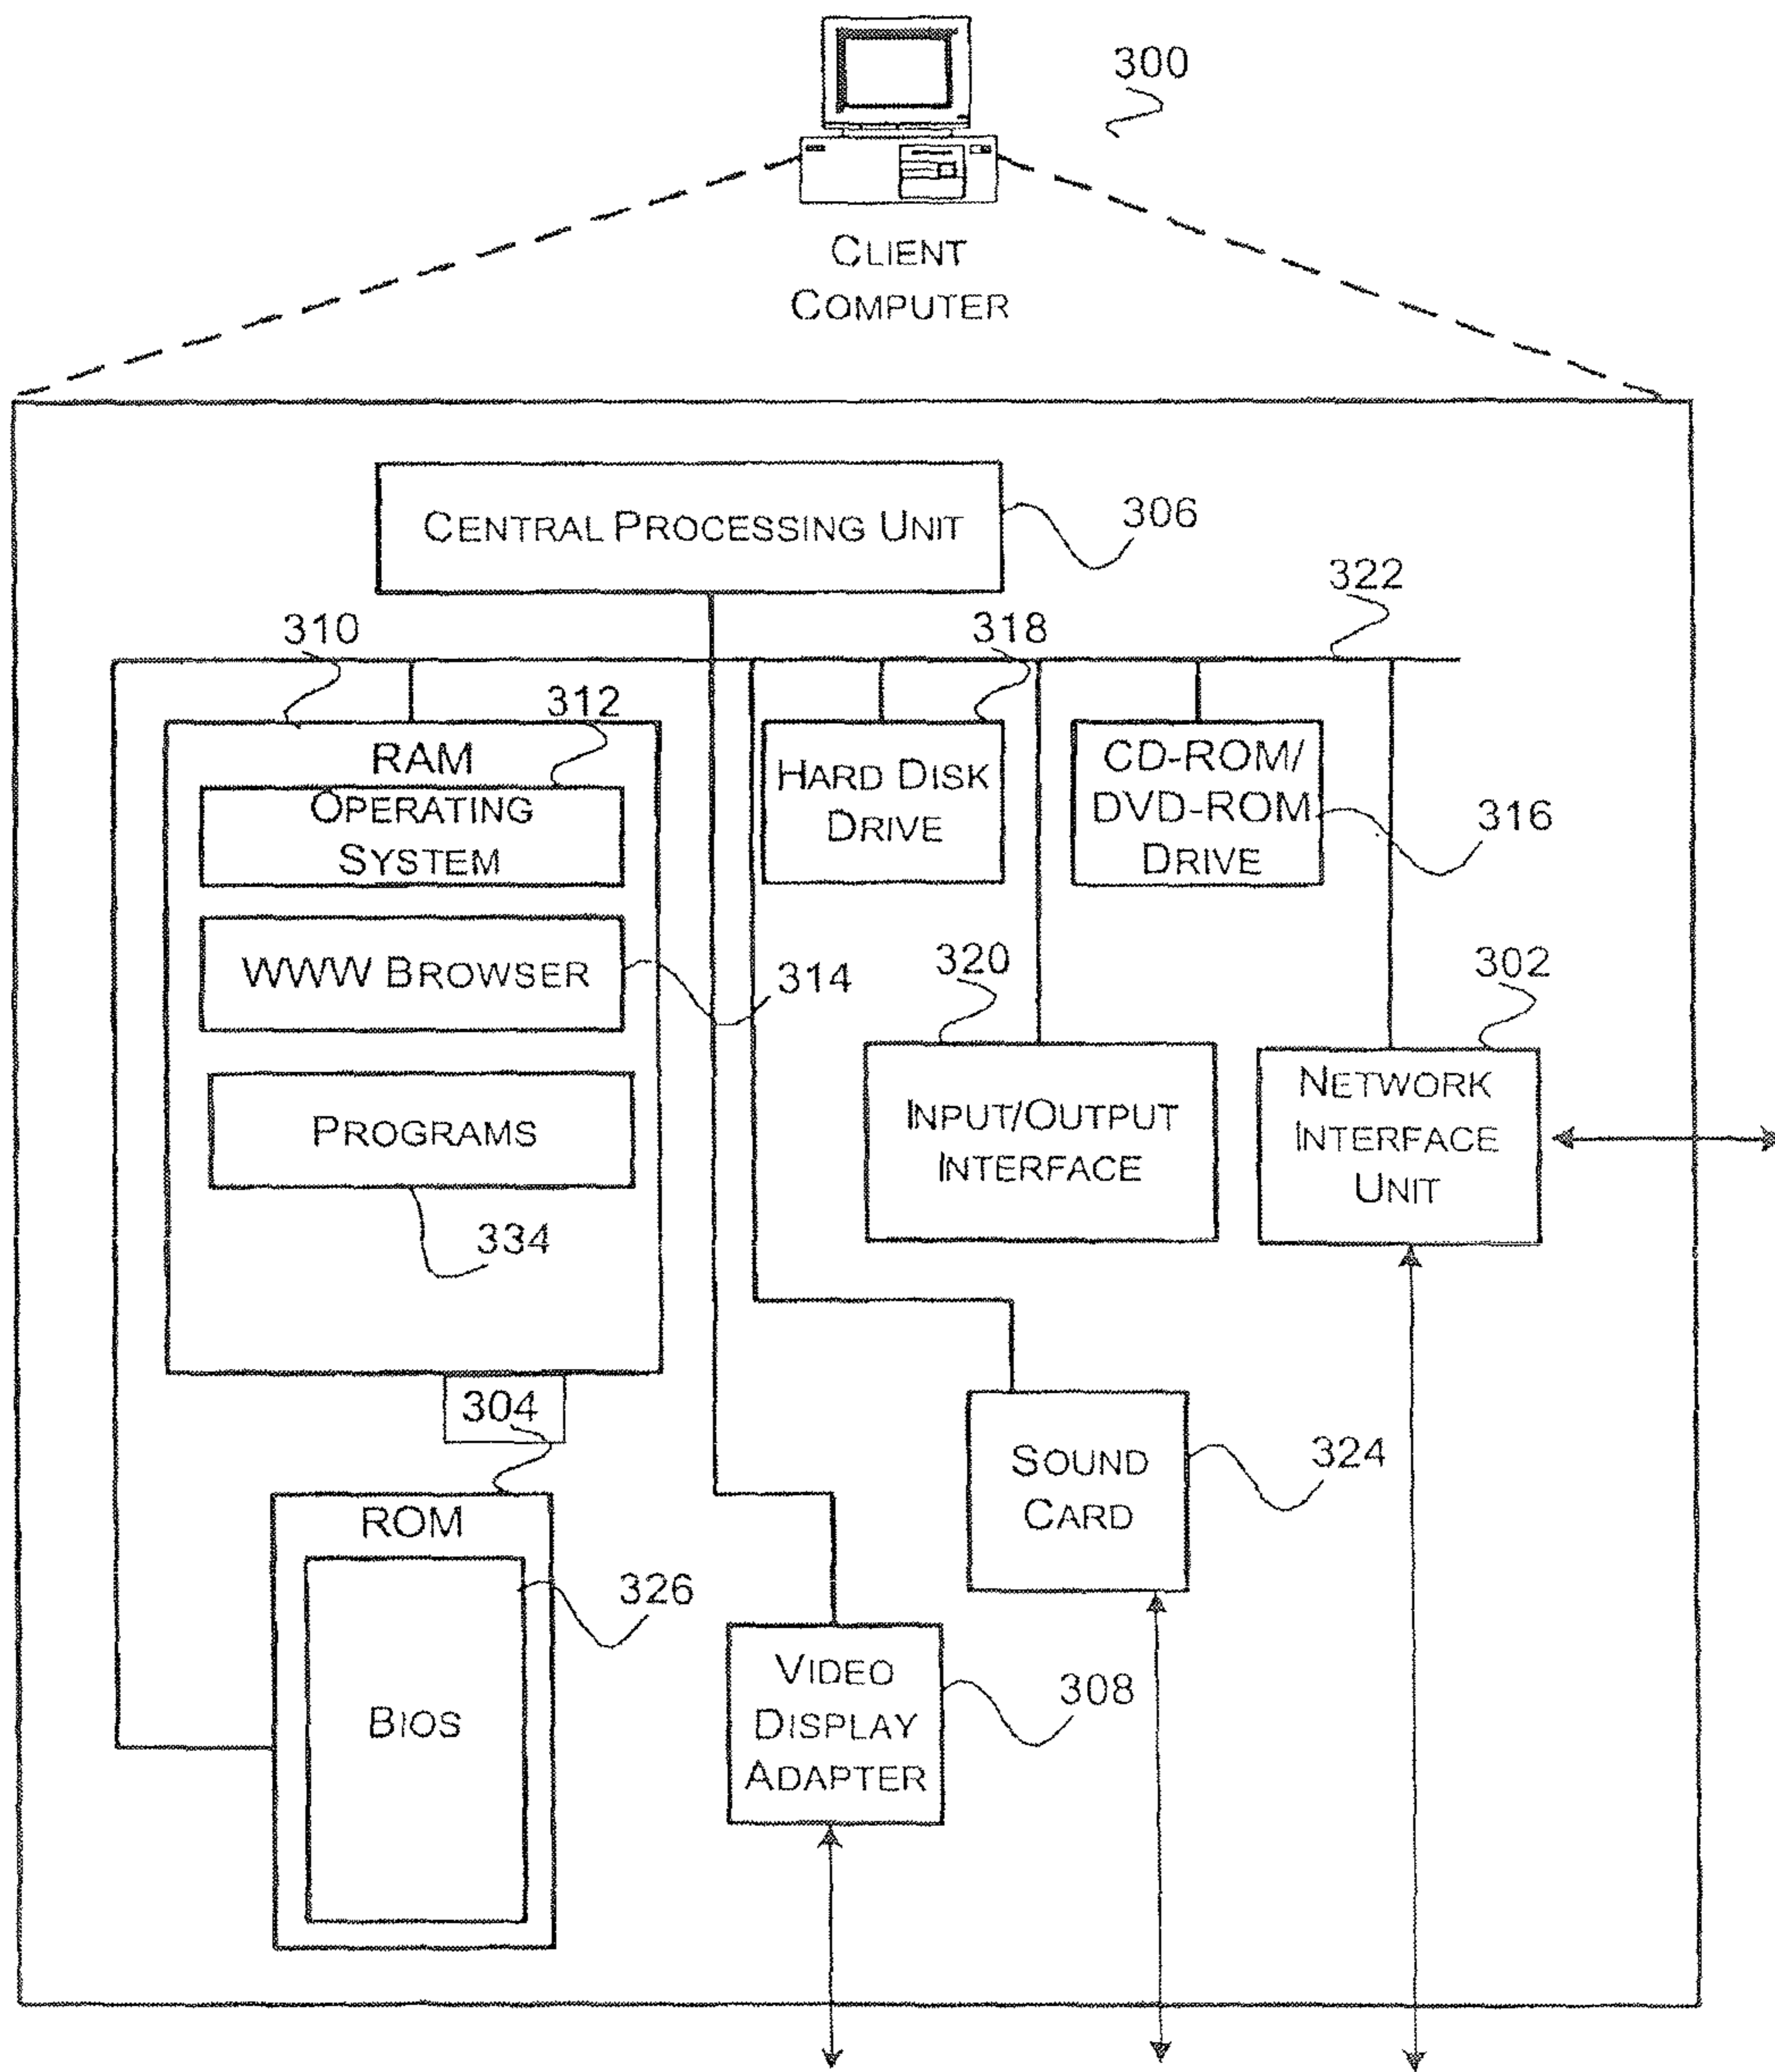 300
CLIENT
COMPUTER
CENTRAL PROCESSING UNIT
306
322
310
318
312
RAM
OPERATING
SYSTEM
HARD DISK
DRIVE
CD-ROM/
DVD-ROM
DRIVE
316
WWW BROWSER
314
320
302
PROGRAMS
334
INPUT/OUTPUT
INTERFACE
NETWORK
INTERFACE
UNIT
304
ROM
SOUND
CARD
324
326
BIOS
VIDEO
DISPLAY
ADAPTER
308